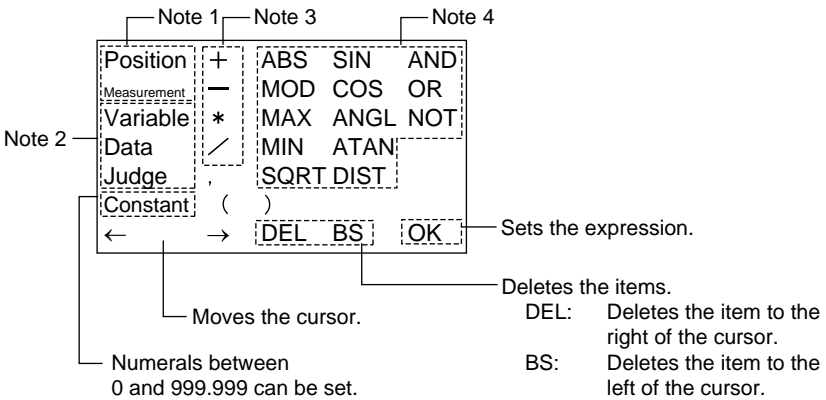 Note 1 Note 3 Note 4
Position + ABS SIN AND
Measurement − MOD COS OR
Variable * MAX ANGL NOT
Note 2
Data ／ MIN ATAN
Judge , SQRT DIST
Constant ( )
← → DEL BS OK
Sets the expression.
Deletes the items.
DEL: Deletes the item to the
right of the cursor.
BS: Deletes the item to the
left of the cursor.
Moves the cursor.
Numerals between
0 and 999.999 can be set.